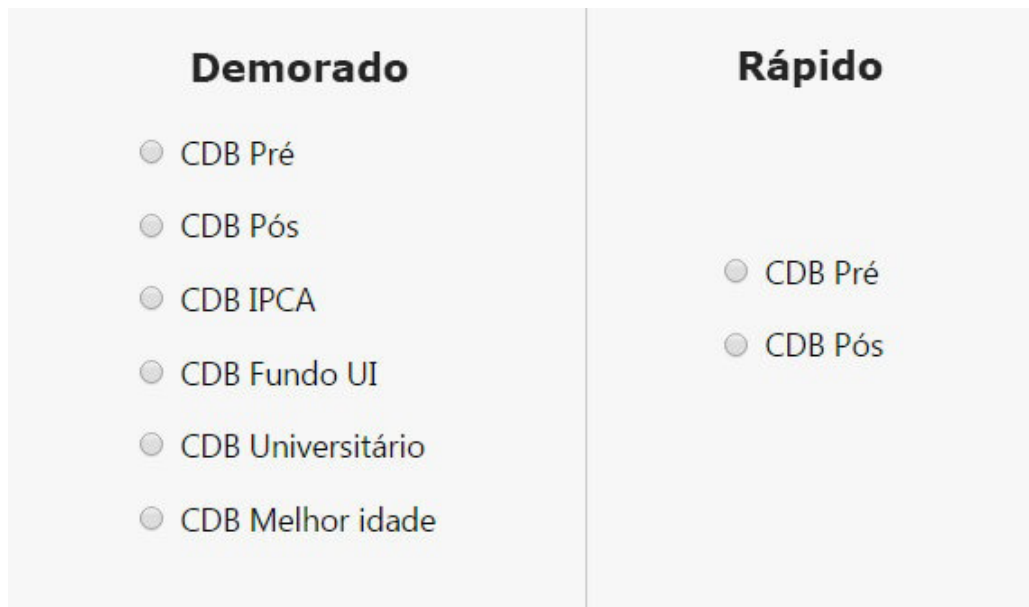 Demorado
CDB Pré
CDB Pós
CDB IPCA
CDB Fundo UI
CDB Universitário
CDB Melhor idade
Rápido
CDB Pré
CDB Pós